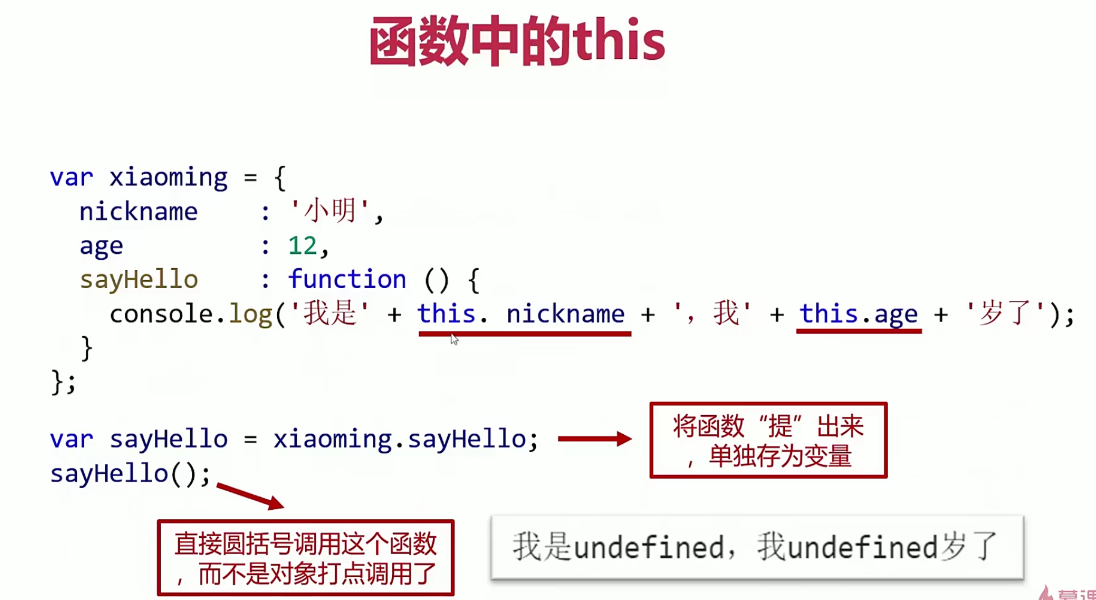 函数中的this
var xiaoming = {
nickname : '小明',
age : 12,
sayHello : function () {
console.log('我是' + this. nickname + '，我' + this.age + '岁了');
}
};
var sayHello = xiaoming.sayHello;
将函数“提”出来
，单独存为变量
sayHello();
直接圆括号调用这个函数
，而不是对象打点调用了
我是undefined，我undefined岁了